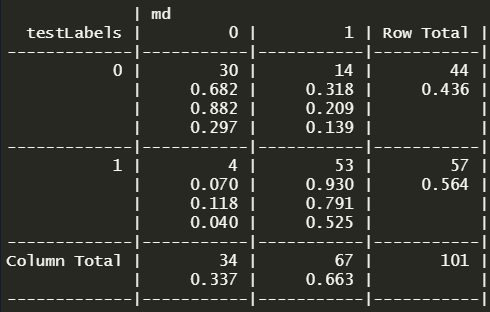 | md
  testLabels |         0 |         1 | Row Total |
-------------|-----------|-----------|-----------|
           0 |        30 |        14 |        44 |
             |     0.682 |     0.318 |     0.436 |
             |     0.882 |     0.209 |           |
             |     0.297 |     0.139 |           |
-------------|-----------|-----------|-----------|
           1 |         4 |        53 |        57 |
             |     0.070 |     0.930 |     0.564 |
             |     0.118 |     0.791 |           |
             |     0.040 |     0.525 |           |
-------------|-----------|-----------|-----------|
Column Total |        34 |        67 |       101 |
             |     0.337 |     0.663 |           |
-------------|-----------|-----------|-----------|